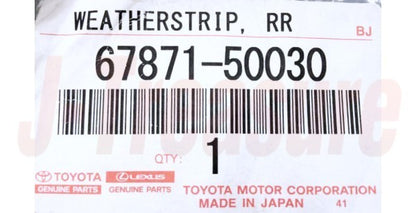 WEATHERSTRIP, RR
BJ
67871-50030
QTY:
1
TOYOTA
GENUINE PARTS
LEXUS
GENUINE PARTS
TOYOTA MOTOR CORPORATION
MADE IN JAPAN 41
J-Treasure